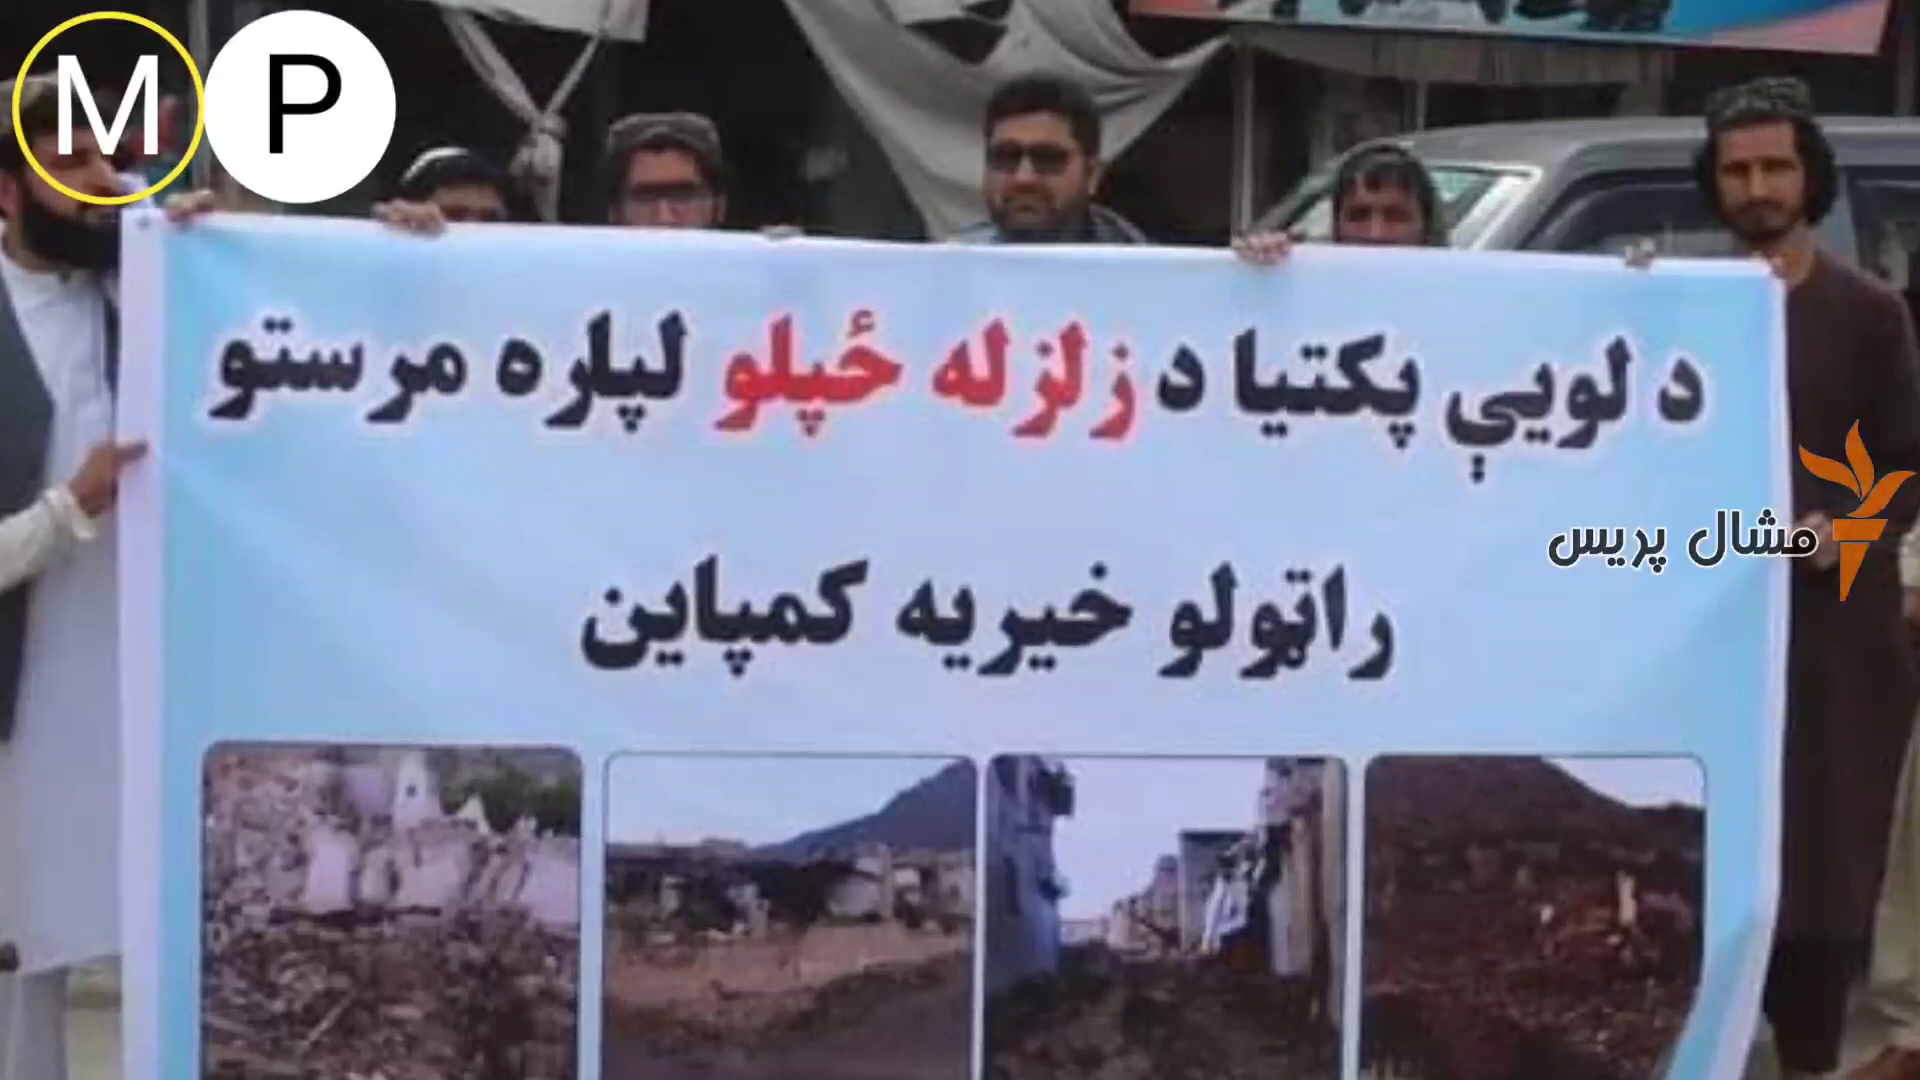 M P
د لويې پکتيا د زلزله ځپلو لپاره مرستو
راټولو خيريه کمپاين
مشال پريس